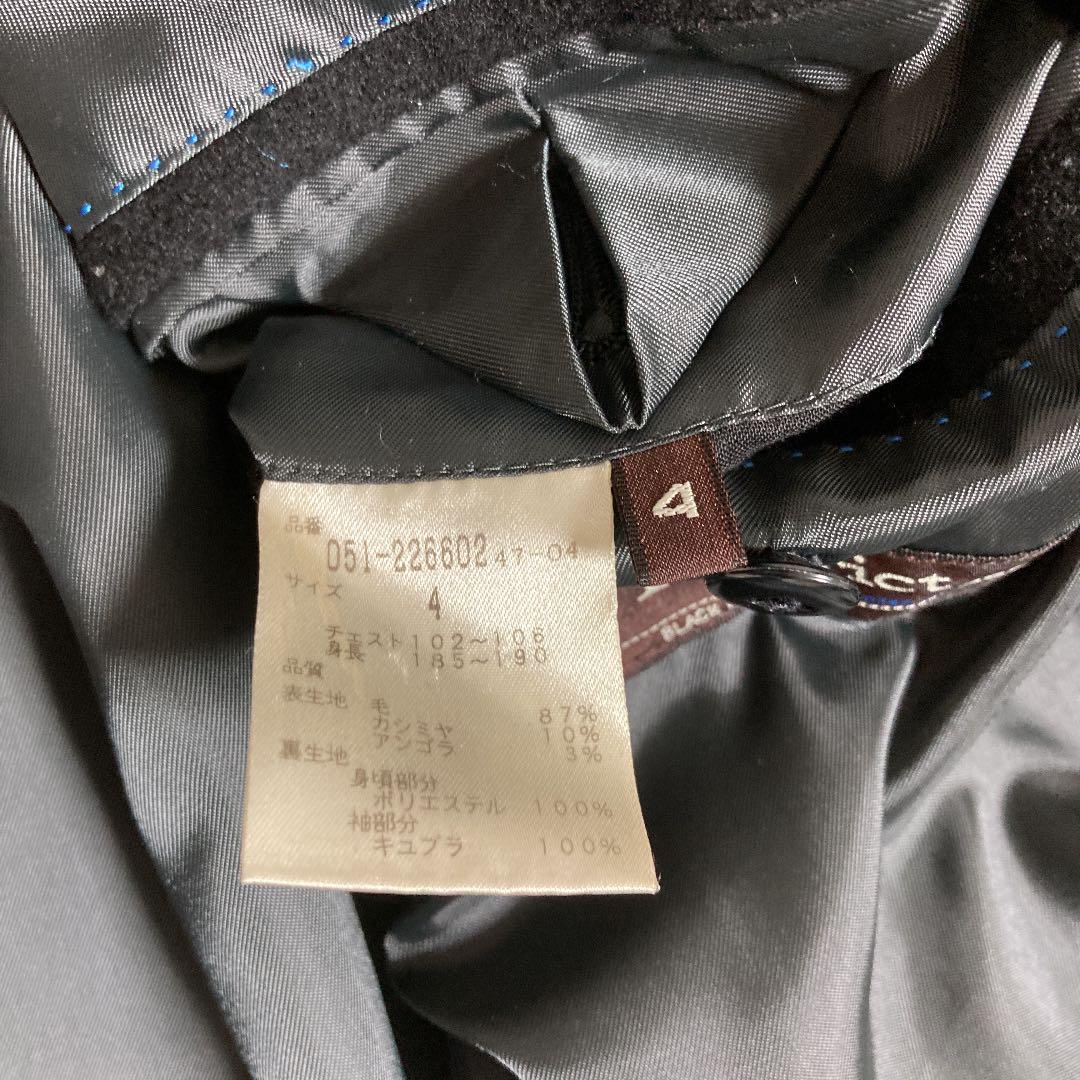 品番
051-226602 47-04
サイズ
4
チェスト 102～106
身長 185～190
品質
表生地 毛 87%
カシミヤ 10%
アンゴラ 3%
裏生地
身頃部分
ポリエステル 100%
袖部分
キュプラ 100%
4
ict
BLACK